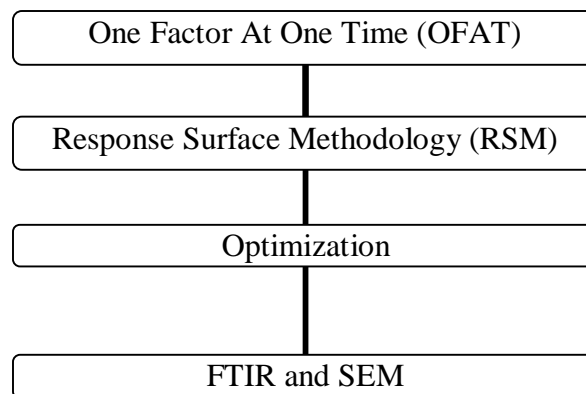 One Factor At One Time (OFAT)
Response Surface Methodology (RSM)
Optimization
FTIR and SEM